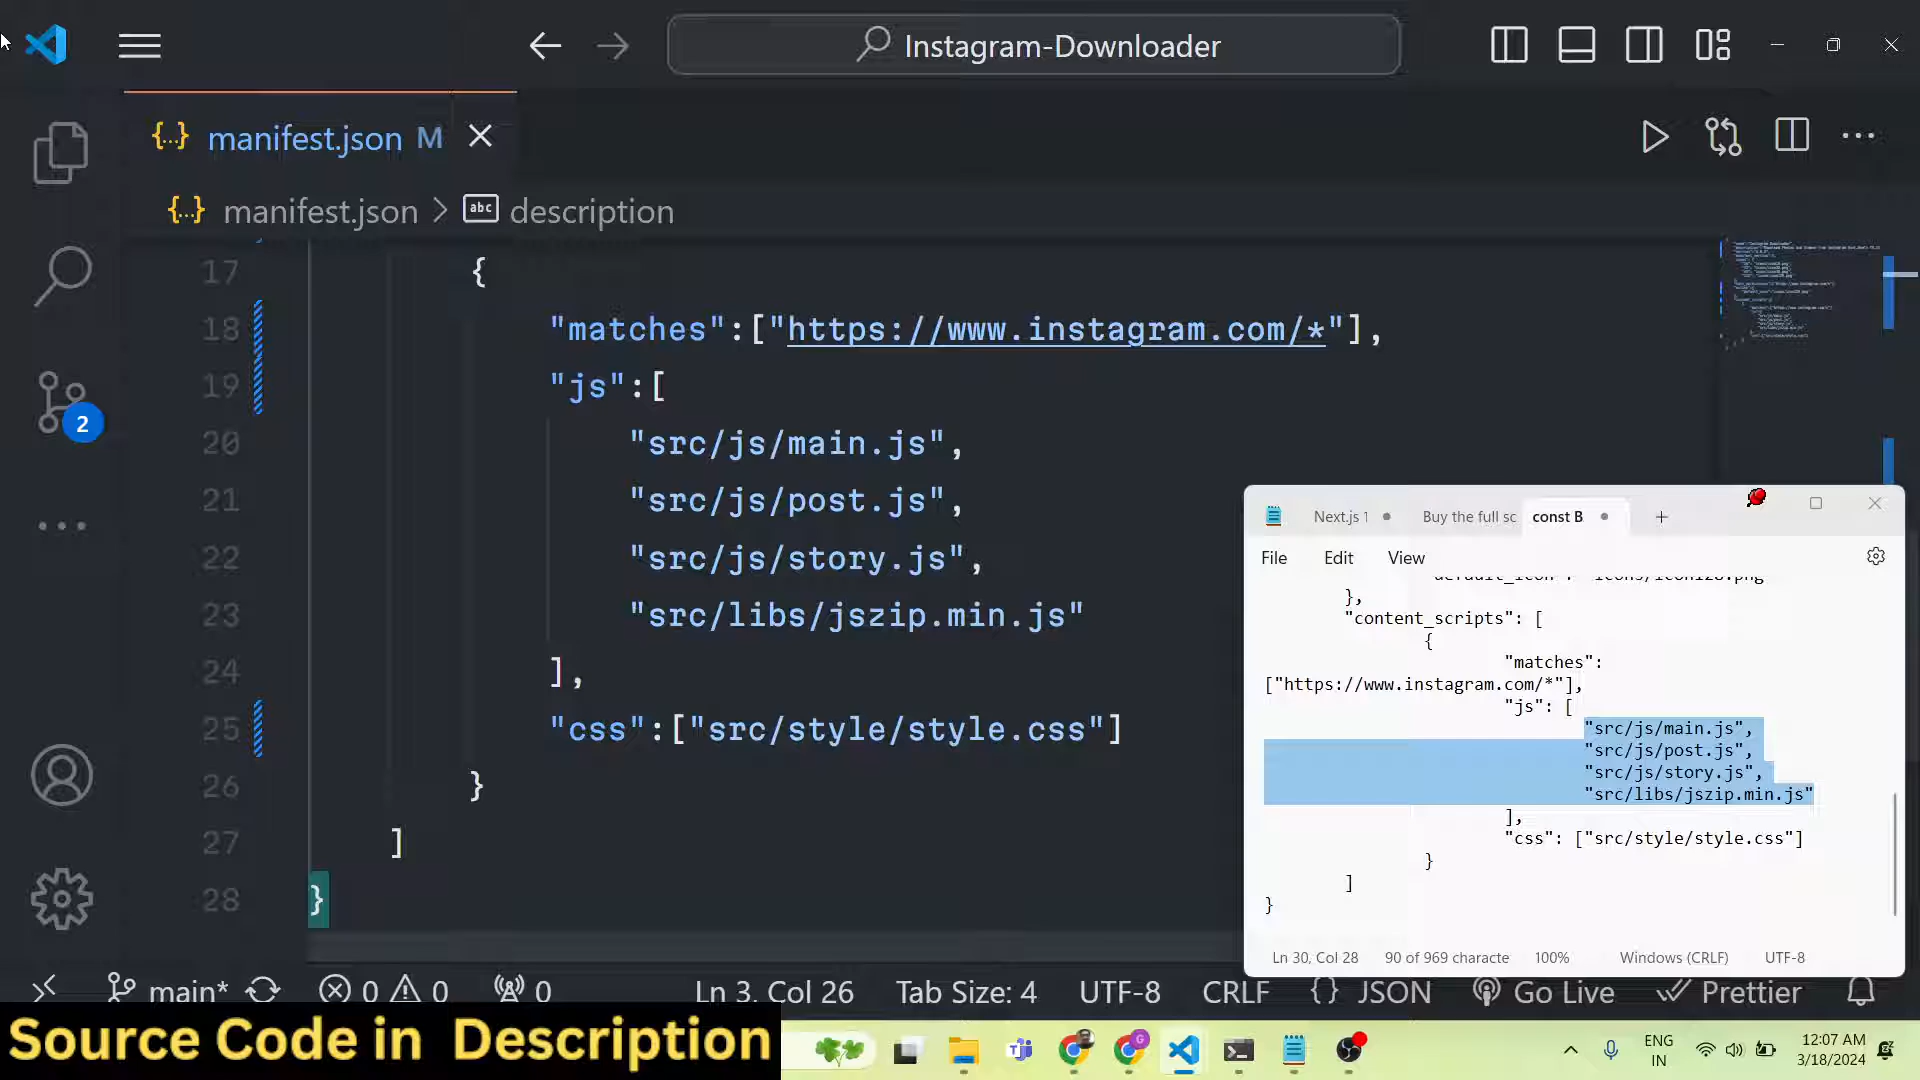 Instagram-Downloader
{..} manifest.json M
{..} manifest.json > abc description
17 {
18 "matches":["https://www.instagram.com/*"],
19 "js":[
20 "src/js/main.js",
21 "src/js/post.js",
22 "src/js/story.js",
23 "src/libs/jszip.min.js"
24 ],
25 "css":["src/style/style.css"]
26 }
27 ]
28 }
2
Next.js 1
Buy the full sc
const B
File Edit View
},
"content_scripts": [
{
"matches":
["https://www.instagram.com/*"],
"js": [
"src/js/main.js",
"src/js/post.js",
"src/js/story.js",
"src/libs/jszip.min.js"
],
"css": ["src/style/style.css"]
}
]
}
Ln 30, Col 28 90 of 969 characte 100% Windows (CRLF) UTF-8
main* 0 0 0 Ln 3, Col 26 Tab Size: 4 UTF-8 CRLF {} JSON Go Live Prettier
Source Code in Description
ENG
IN
12:07 AM
3/18/2024